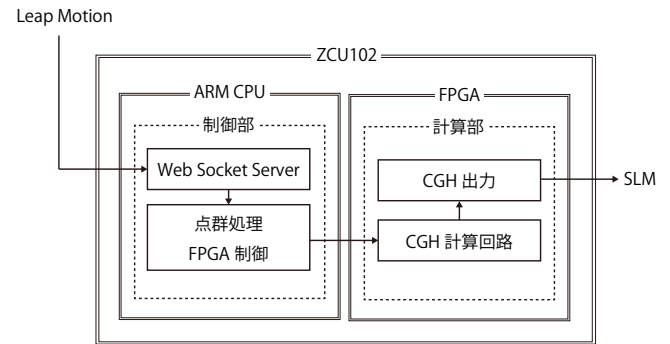 Leap Motion
ZCU102
ARM CPU
FPGA
制御部
計算部
Web Socket Server
CGH 出力
SLM
点群処理
FPGA 制御
CGH 計算回路